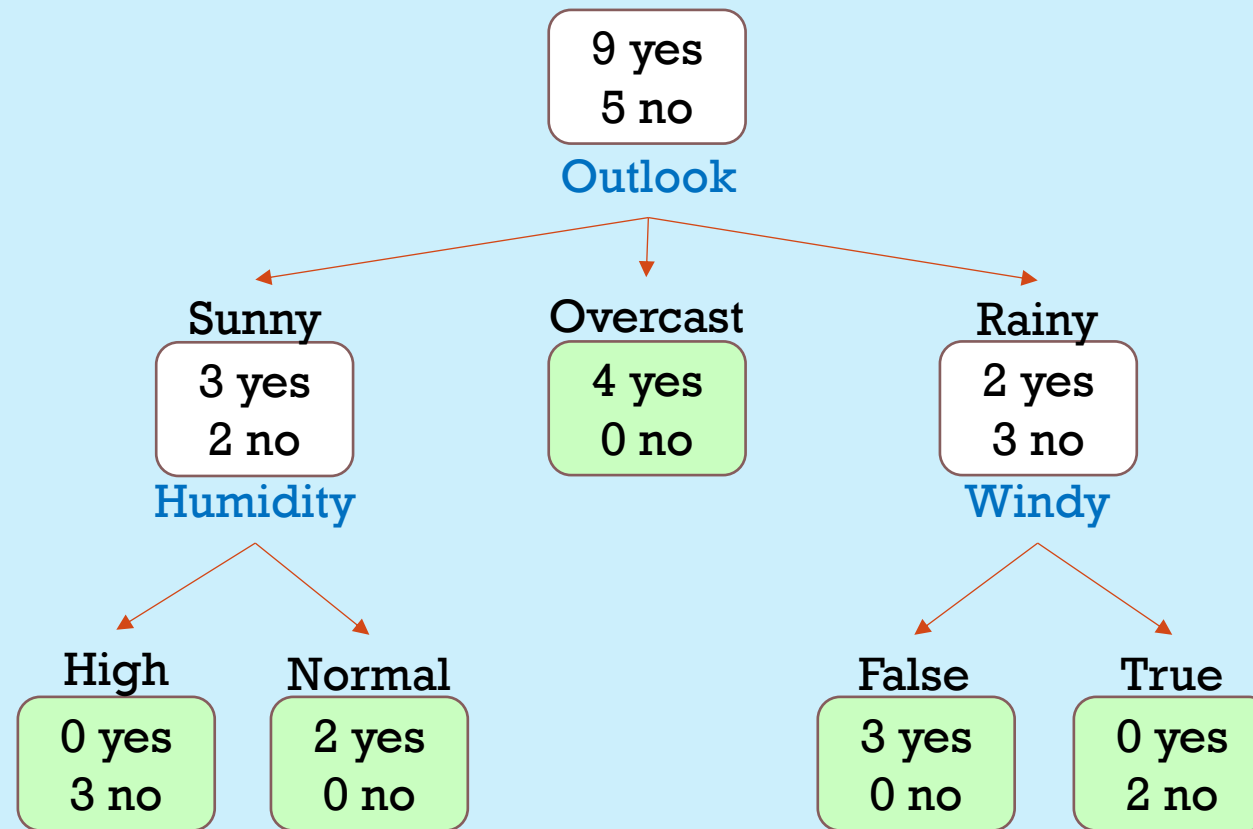 9 yes
5 no
Outlook
Sunny
Overcast
Rainy
3 yes
2 no
4 yes
0 no
2 yes
3 no
Humidity
Windy
High
Normal
False
True
0 yes
3 no
2 yes
0 no
3 yes
0 no
0 yes
2 no